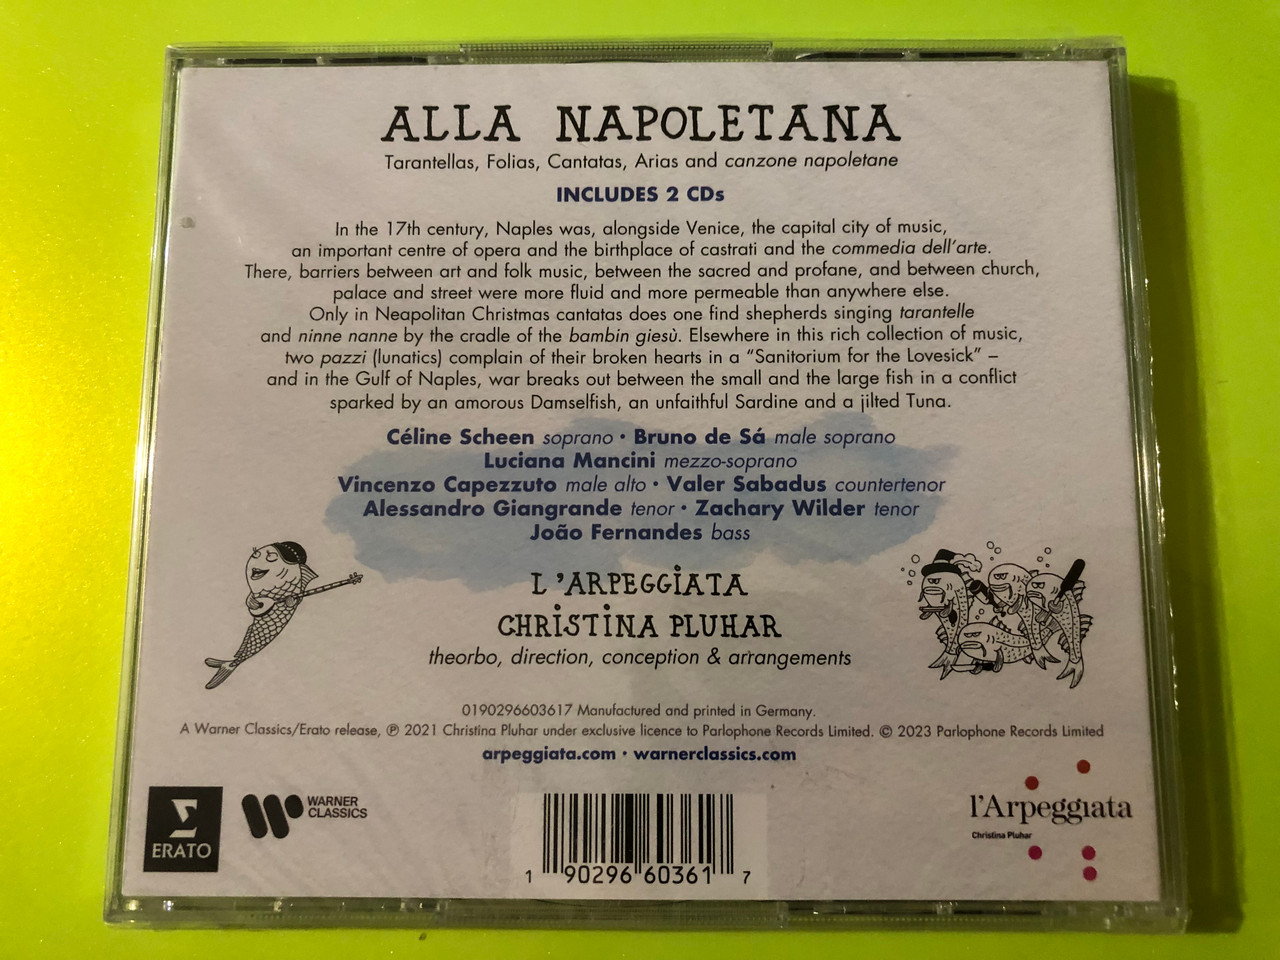 ALLA NAPOLETANA
Tarantellas, Folias, Cantatas, Arias and canzone napoletane
INCLUDES 2 CDs
In the 17th century, Naples was, alongside Venice, the capital city of music,
an important centre of opera and the birthplace of castrati and the commedia dell'arte.
There, barriers between art and folk music, between the sacred and profane, and between church,
palace and street were more fluid and more permeable than anywhere else.
Only in Neapolitan Christmas cantatas does one find shepherds singing tarantelle
and ninne nanne by the cradle of the bambin giesù. Elsewhere in this rich collection of music,
two pazzi (lunatics) complain of their broken hearts in a “Sanitorium for the Lovesick” –
and in the Gulf of Naples, war breaks out between the small and the large fish in a conflict
sparked by an amorous Damselfish, an unfaithful Sardine and a jilted Tuna.
Céline Scheen soprano • Bruno de Sá male soprano
Luciana Mancini mezzo-soprano
Vincenzo Capezzuto male alto • Valer Sabadus countertenor
Alessandro Giangrande tenor • Zachary Wilder tenor
João Fernandes bass
L'ARPEGGIATA
CHRISTINA PLUHAR
theorbo, direction, conception & arrangements
0190296603617 Manufactured and printed in Germany.
A Warner Classics/Erato release, ℗ 2021 Christina Pluhar under exclusive licence to Parlophone Records Limited. © 2023 Parlophone Records Limited
arpeggiata.com • warnerclassics.com
ERATO
WARNER
CLASSICS
1 90296 60361 7
l'Arpeggiata
Christina Pluhar